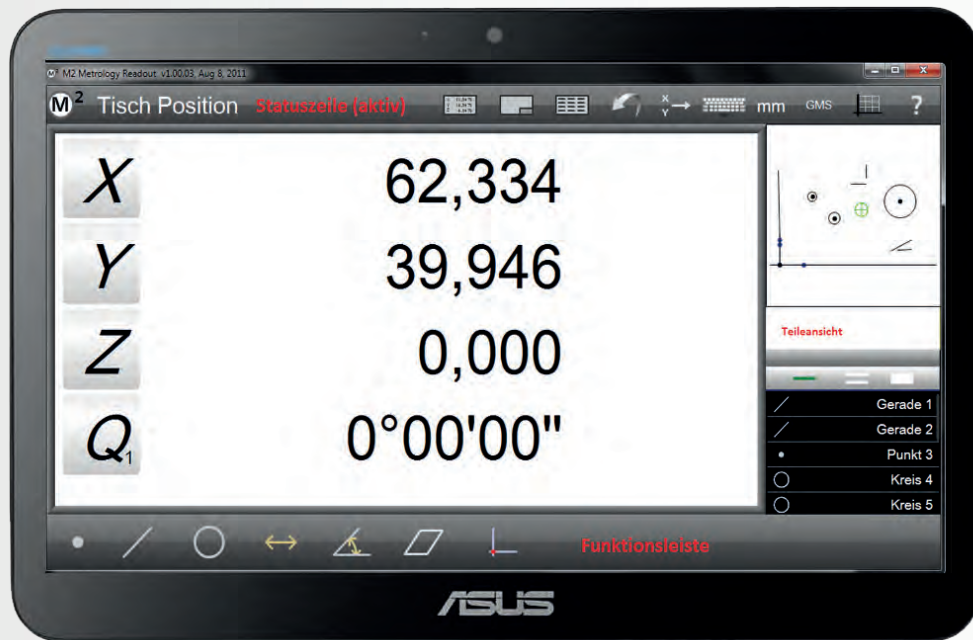 M² M2 Metrology Readout v1.00.03, Aug 8, 2011
M² Tisch Position Statuszeile (aktiv) X Y mm GMS ?
X 62,334
Y 39,946
Z 0,000
Q1 0°00'00"
Teileansicht
Gerade 1
Gerade 2
Punkt 3
Kreis 4
Kreis 5
Funktionsleiste
ASUS